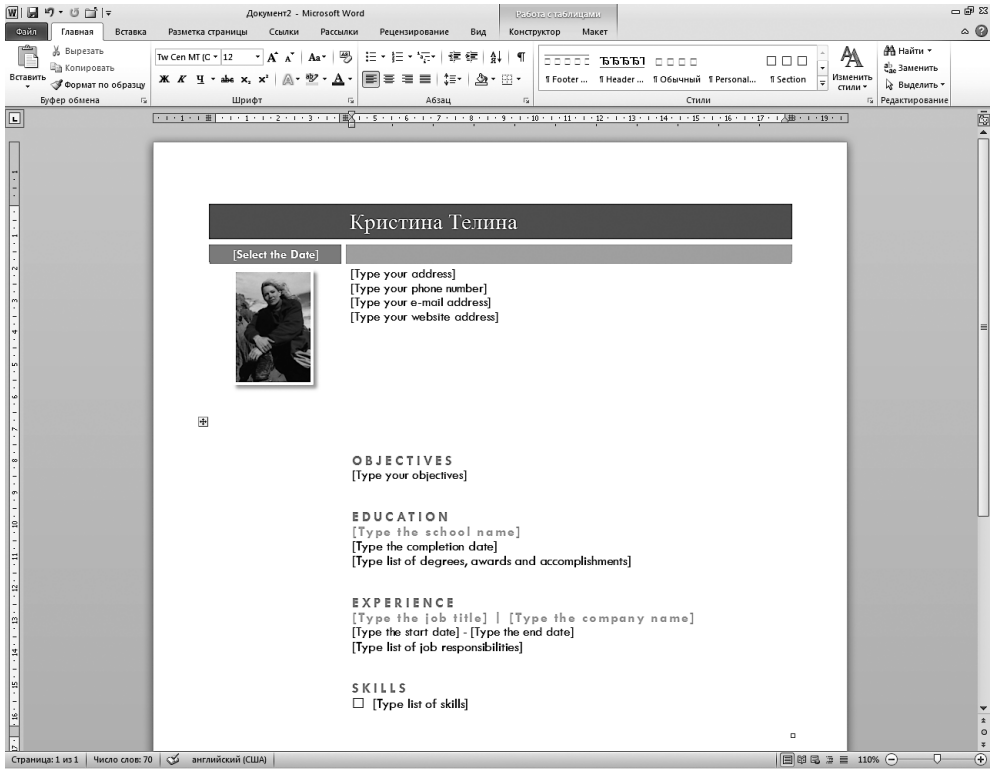 Документ2 - Microsoft Word
Работа с таблицами
Файл Главная Вставка Разметка страницы Ссылки Рассылки Рецензирование Вид Конструктор Макет
Вставить
Вырезать
Копировать
Формат по образцу
Буфер обмена
Tw Cen MT (С 12
Шрифт
Абзац
¶ Footer ... ¶ Header ... ¶ Обычный ¶ Personal... ¶ Section
Изменить стили
Стили
Найти
Заменить
Выделить
Редактирование
Кристина Телина
[Select the Date]
[Type your address]
[Type your phone number]
[Type your e-mail address]
[Type your website address]
OBJECTIVES
[Type your objectives]
EDUCATION
[Type the school name]
[Type the completion date]
[Type list of degrees, awards and accomplishments]
EXPERIENCE
[Type the job title] | [Type the company name]
[Type the start date] - [Type the end date]
[Type list of job responsibilities]
SKILLS
[Type list of skills]
Страница: 1 из 1 Число слов: 70 английский (США) 110%